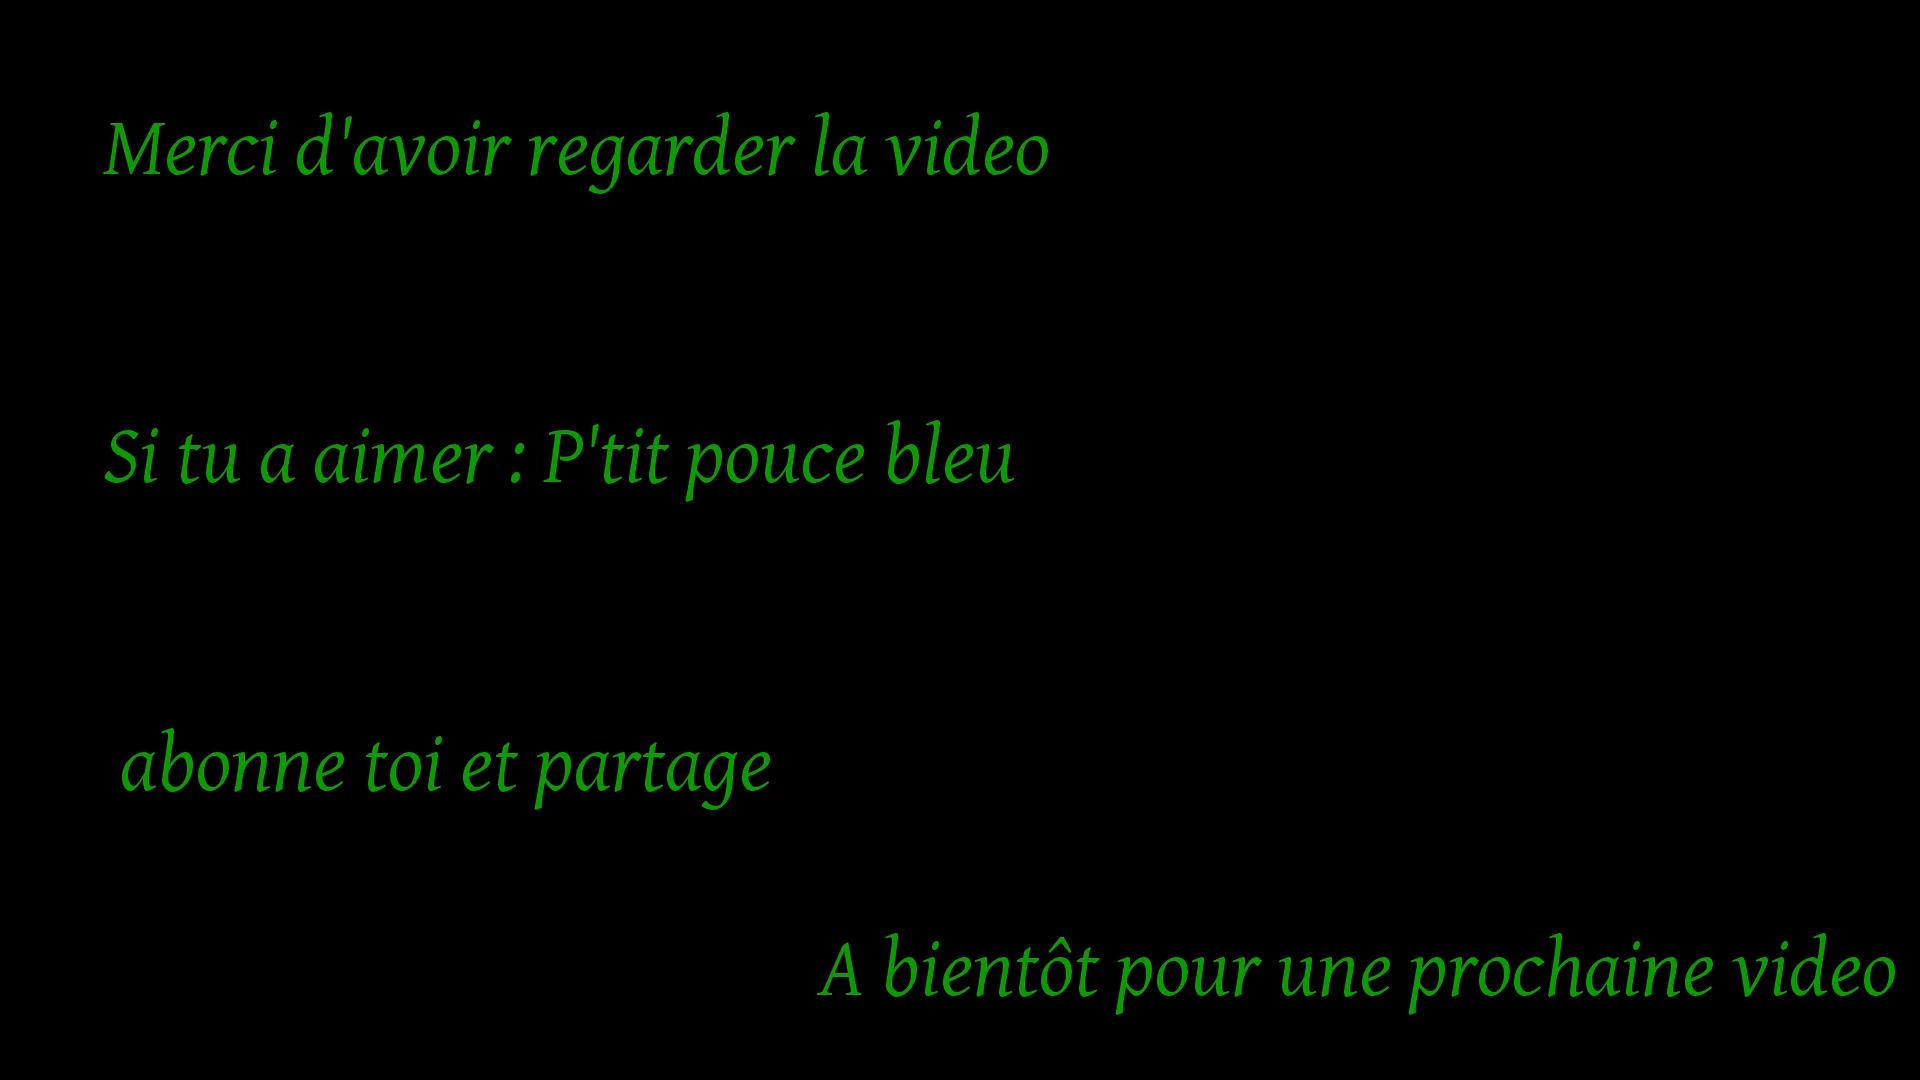 Merci d'avoir regarder la video
Si tu a aimer : P'tit pouce bleu
abonne toi et partage
A bientôt pour une prochaine video